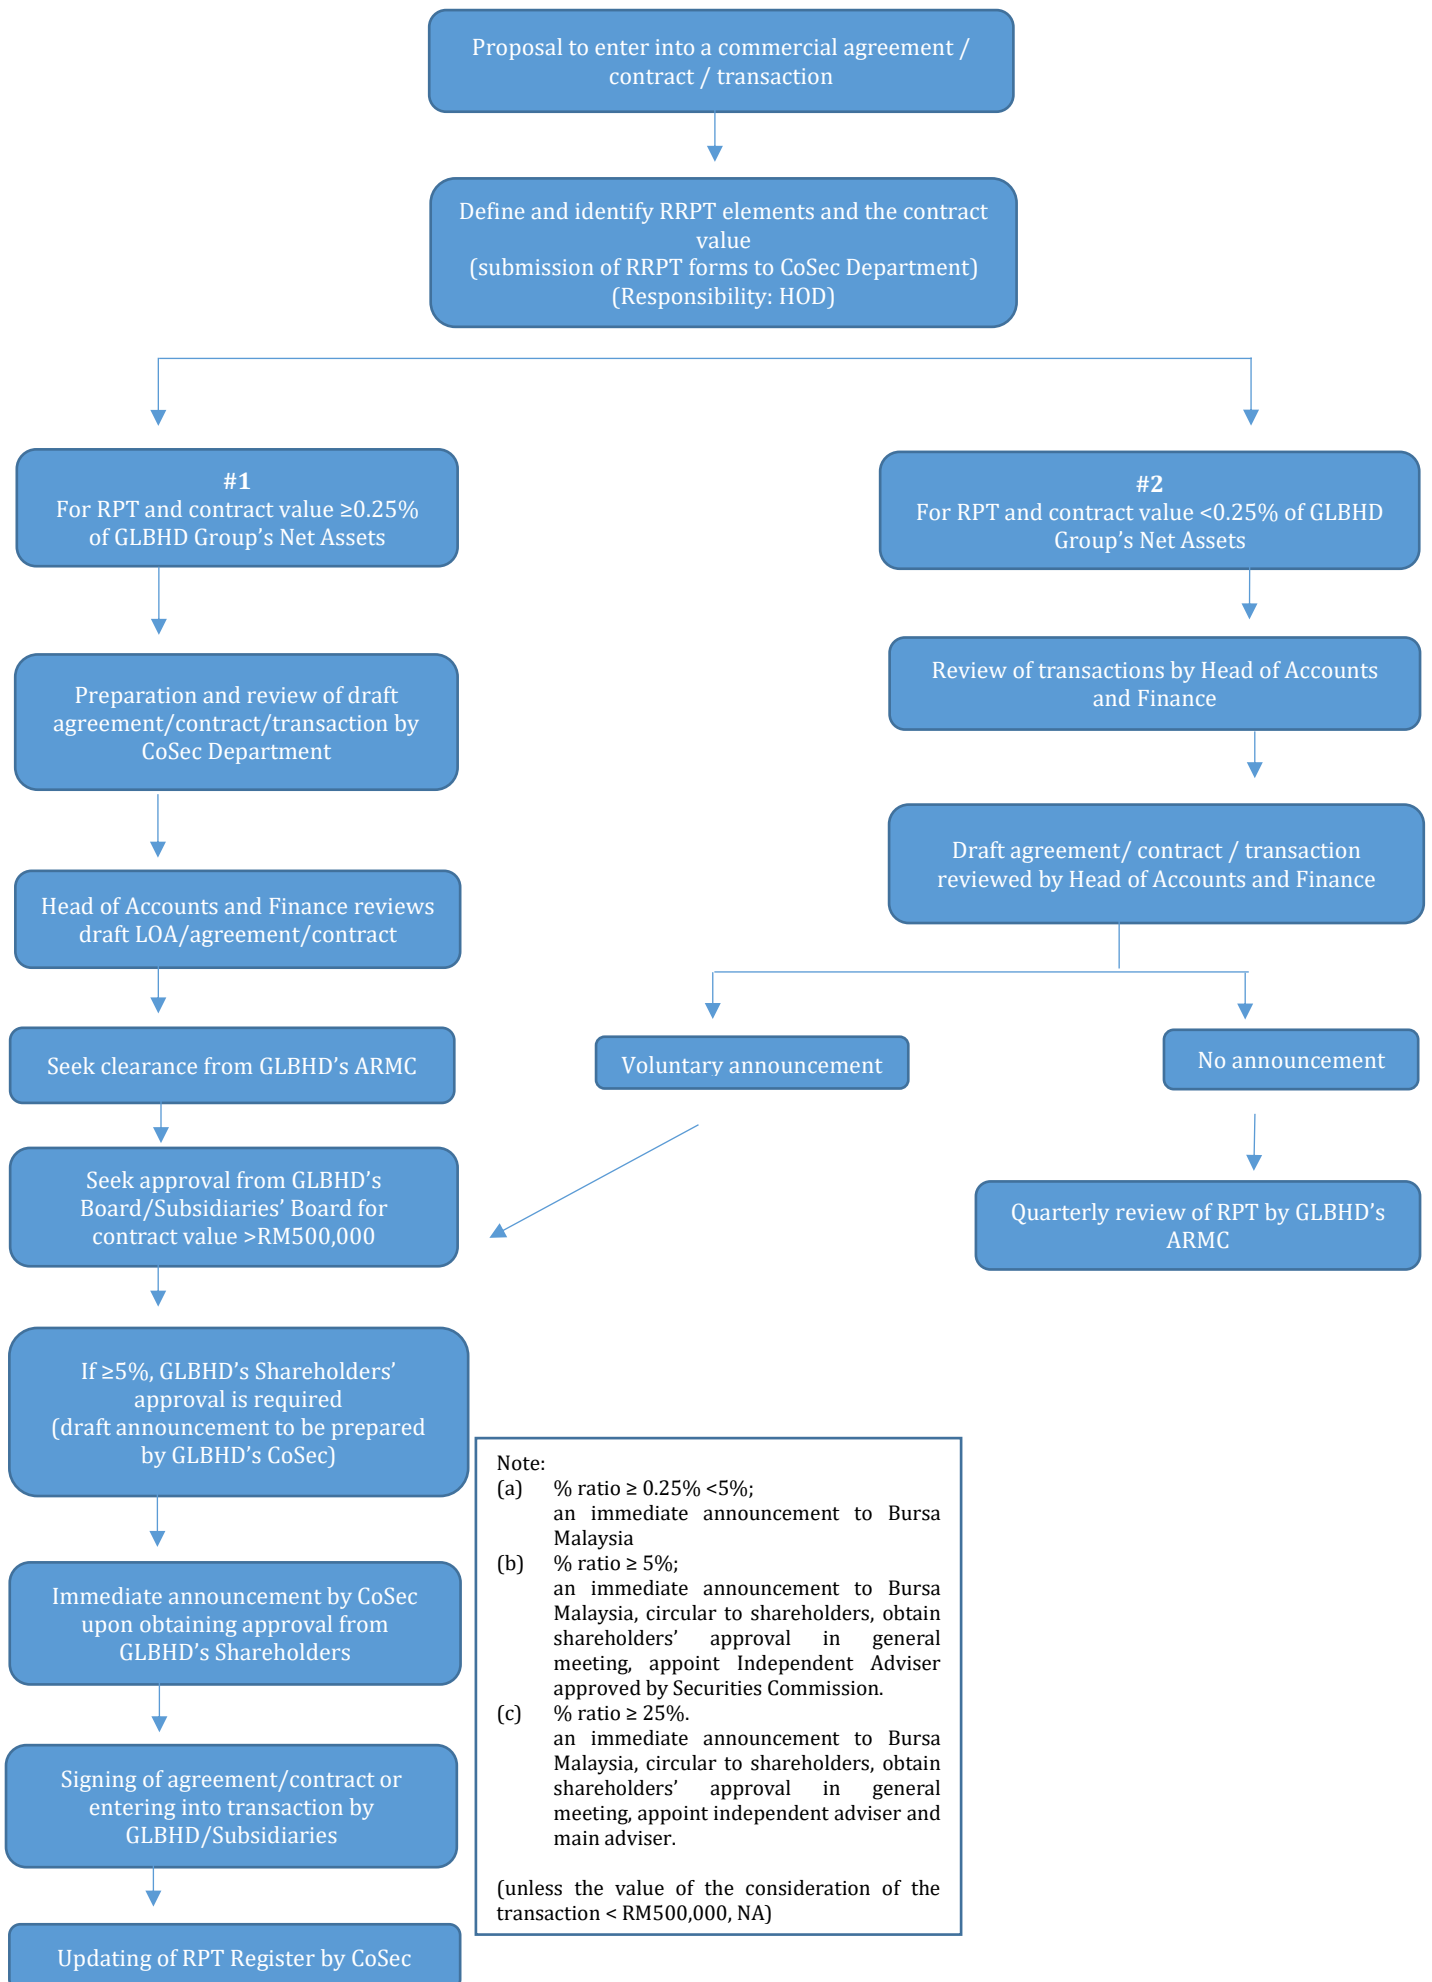 Proposal to enter into a commercial agreement /
contract / transaction
Define and identify RRPT elements and the contract
value
(submission of RRPT forms to CoSec Department)
(Responsibility: HOD)
#1
For RPT and contract value ≥0.25%
of GLBHD Group’s Net Assets
#2
For RPT and contract value <0.25% of GLBHD
Group’s Net Assets
Preparation and review of draft
agreement/contract/transaction by
CoSec Department
Review of transactions by Head of Accounts
and Finance
Head of Accounts and Finance reviews
draft LOA/agreement/contract
Draft agreement/ contract / transaction
reviewed by Head of Accounts and Finance
Seek clearance from GLBHD’s ARMC
Voluntary announcement
No announcement
Seek approval from GLBHD’s
Board/Subsidiaries’ Board for
contract value >RM500,000
Quarterly review of RPT by GLBHD’s
ARMC
If ≥5%, GLBHD’s Shareholders’
approval is required
(draft announcement to be prepared
by GLBHD’s CoSec)
Immediate announcement by CoSec
upon obtaining approval from
GLBHD’s Shareholders
Signing of agreement/contract or
entering into transaction by
GLBHD/Subsidiaries
Updating of RPT Register by CoSec
Note:
(a) % ratio ≥ 0.25% <5%;
an immediate announcement to Bursa
Malaysia
(b) % ratio ≥ 5%;
an immediate announcement to Bursa
Malaysia, circular to shareholders, obtain
shareholders’ approval in general
meeting, appoint Independent Adviser
approved by Securities Commission.
(c) % ratio ≥ 25%.
an immediate announcement to Bursa
Malaysia, circular to shareholders, obtain
shareholders’ approval in general
meeting, appoint independent adviser and
main adviser.
(unless the value of the consideration of the
transaction < RM500,000, NA)